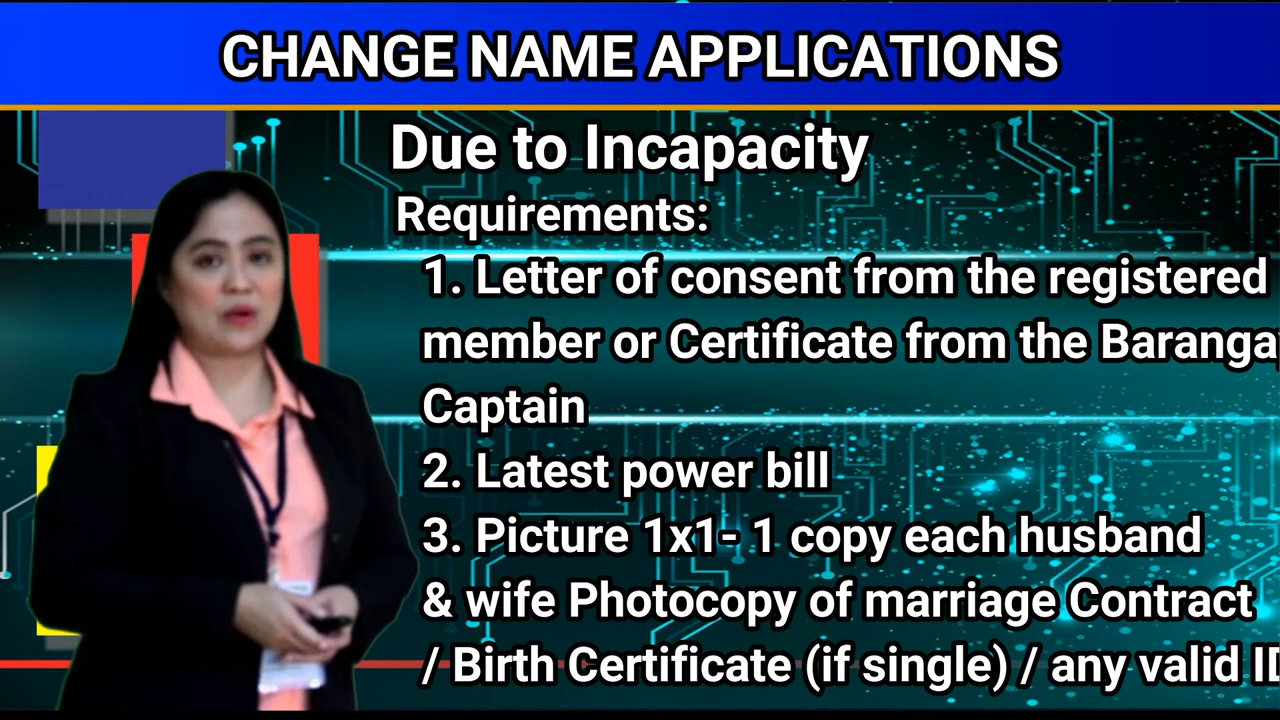 CHANGE NAME APPLICATIONS
Due to Incapacity
Requirements:
1. Letter of consent from the registered
member or Certificate from the Barangay
Captain
2. Latest power bill
3. Picture 1x1- 1 copy each husband
& wife Photocopy of marriage Contract
/ Birth Certificate (if single) / any valid ID